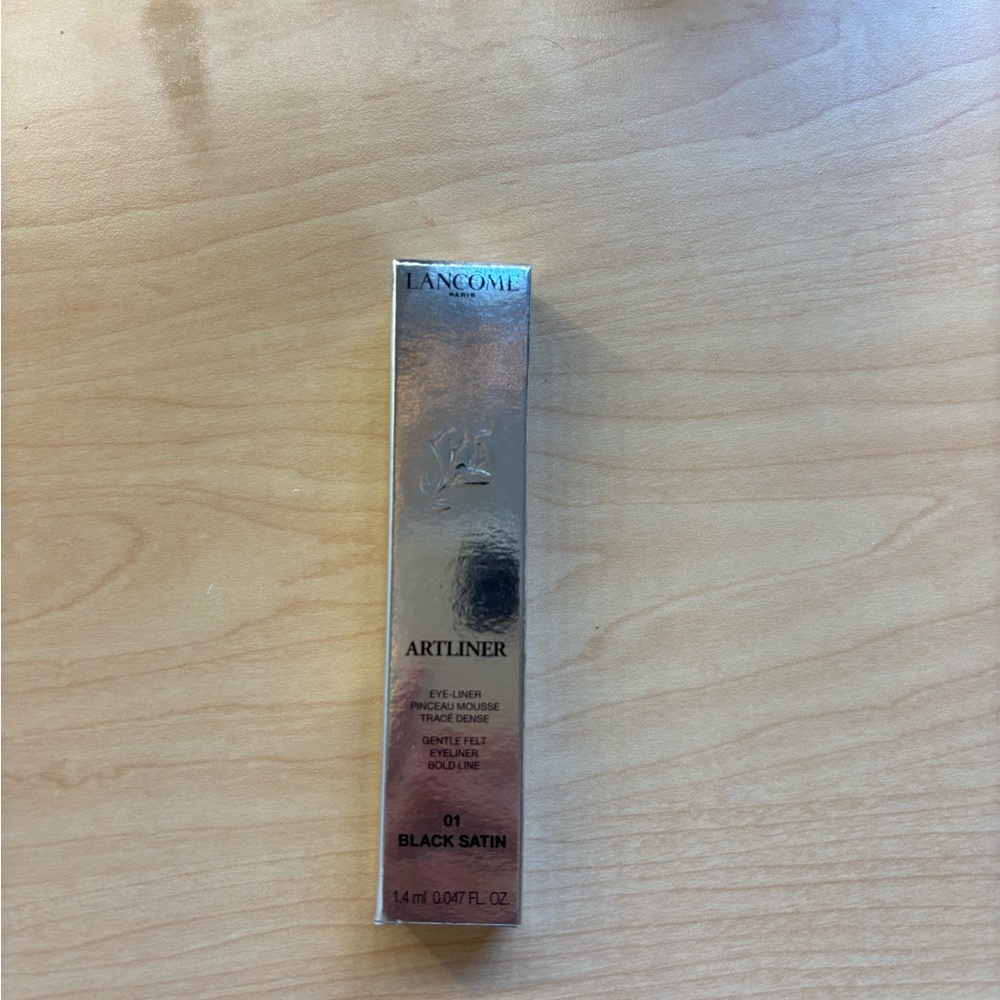 LANCÔME
PARIS
ARTLINER
EYE-LINER
PINCEAU MOUSSE
TRACÉ DENSE
GENTLE FELT
EYELINER
BOLD LINE
01
BLACK SATIN
1.4 ml 0.047 FL. OZ.